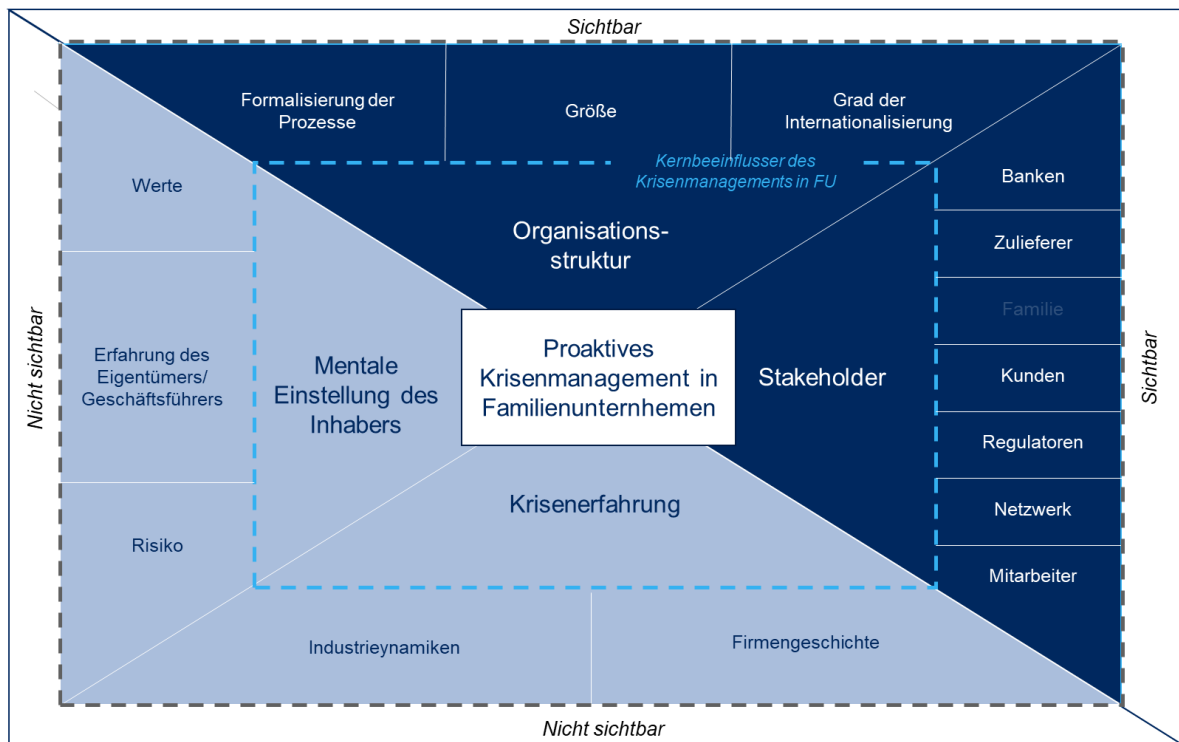 Sichtbar
Formalisierung der
Prozesse
Größe
Grad der
Internationalisierung
Kernbeeinflusser des
Krisenmanagements in FU
Werte
Organisations-
struktur
Banken
Zulieferer
Familie
Kunden
Regulatoren
Netzwerk
Mitarbeiter
Nicht sichtbar
Erfahrung des
Eigentümers/
Geschäftsführers
Mentale
Einstellung des
Inhabers
Proaktives
Krisenmanagement in
Familienunternhemen
Stakeholder
Sichtbar
Risiko
Krisenerfahrung
Industrieynamiken
Firmengeschichte
Nicht sichtbar